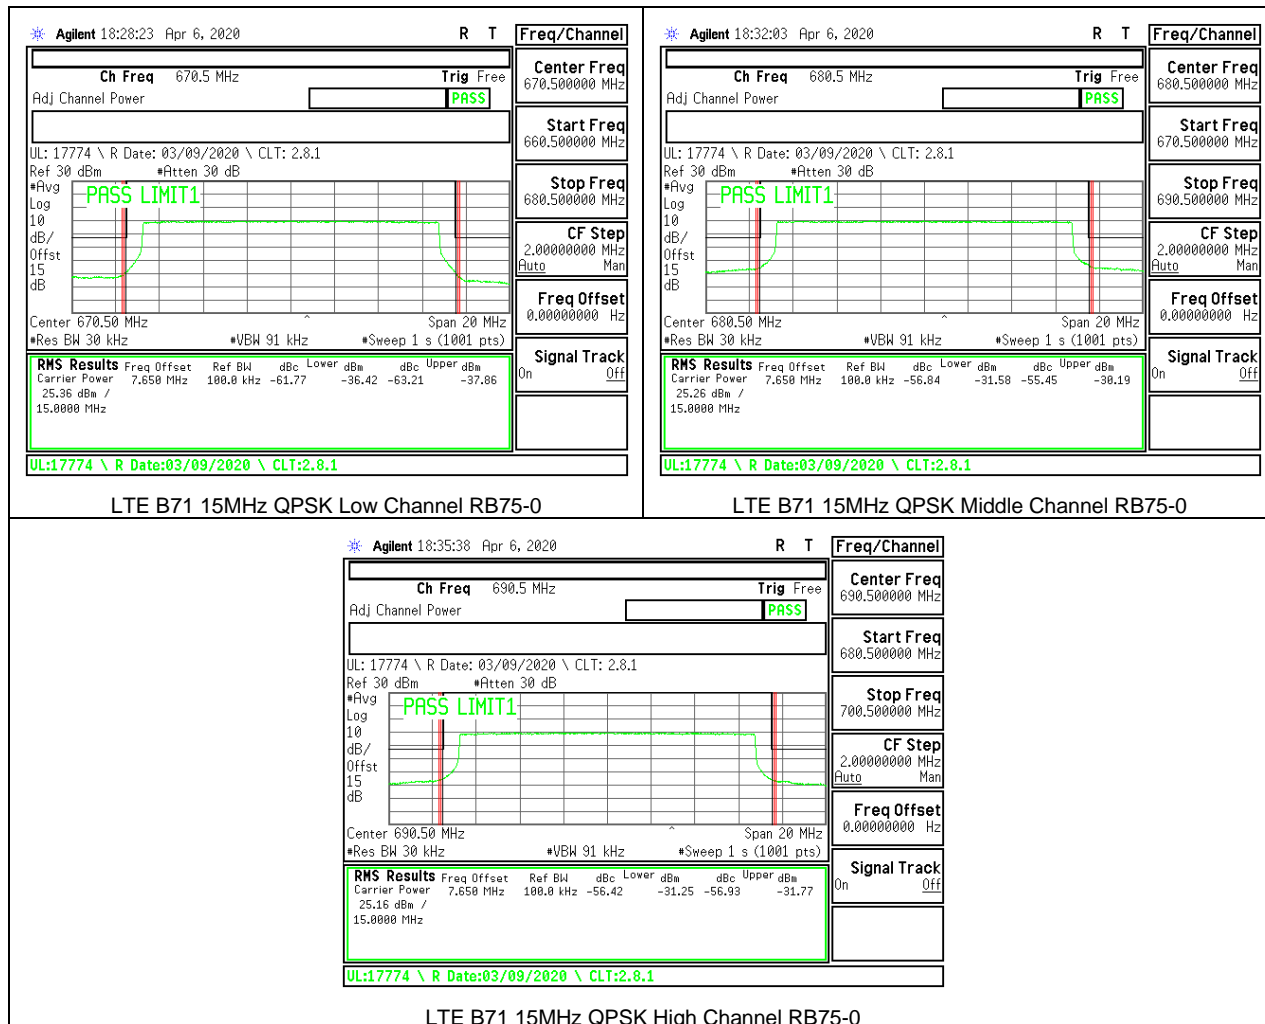 Agilent 18:28:23 Apr 6, 2020 R T Freq/Channel
Ch Freq 670.5 MHz Trig Free
Adj Channel Power PASS
UL: 17774 \ R Date: 03/09/2020 \ CLT: 2.8.1
Ref 30 dBm #Atten 30 dB
#Avg
Log
10
dB/
Offst
15
dB
PASS LIMIT1
Center 670.50 MHz ^ Span 20 MHz
#Res BW 30 kHz #VBW 91 kHz #Sweep 1 s (1001 pts)
RMS Results Freq Offset Ref BW dBc Lower dBm dBc Upper dBm
Carrier Power 7.650 MHz 100.0 kHz -61.77 -36.42 -63.21 -37.86
25.36 dBm /
15.0000 MHz
UL:17774 \ R Date:03/09/2020 \ CLT:2.8.1
Center Freq
670.500000 MHz
Start Freq
660.500000 MHz
Stop Freq
680.500000 MHz
CF Step
2.00000000 MHz
Auto Man
Freq Offset
0.00000000 Hz
Signal Track
On Off
LTE B71 15MHz QPSK Low Channel RB75-0
Agilent 18:32:03 Apr 6, 2020 R T Freq/Channel
Ch Freq 680.5 MHz Trig Free
Adj Channel Power PASS
UL: 17774 \ R Date: 03/09/2020 \ CLT: 2.8.1
Ref 30 dBm #Atten 30 dB
#Avg
Log
10
dB/
Offst
15
dB
PASS LIMIT1
Center 680.50 MHz ^ Span 20 MHz
#Res BW 30 kHz #VBW 91 kHz #Sweep 1 s (1001 pts)
RMS Results Freq Offset Ref BW dBc Lower dBm dBc Upper dBm
Carrier Power 7.650 MHz 100.0 kHz -56.84 -31.58 -55.45 -30.19
25.26 dBm /
15.0000 MHz
UL:17774 \ R Date:03/09/2020 \ CLT:2.8.1
Center Freq
680.500000 MHz
Start Freq
670.500000 MHz
Stop Freq
690.500000 MHz
CF Step
2.00000000 MHz
Auto Man
Freq Offset
0.00000000 Hz
Signal Track
On Off
LTE B71 15MHz QPSK Middle Channel RB75-0
Agilent 18:35:38 Apr 6, 2020 R T Freq/Channel
Ch Freq 690.5 MHz Trig Free
Adj Channel Power PASS
UL: 17774 \ R Date: 03/09/2020 \ CLT: 2.8.1
Ref 30 dBm #Atten 30 dB
#Avg
Log
10
dB/
Offst
15
dB
PASS LIMIT1
Center 690.50 MHz ^ Span 20 MHz
#Res BW 30 kHz #VBW 91 kHz #Sweep 1 s (1001 pts)
RMS Results Freq Offset Ref BW dBc Lower dBm dBc Upper dBm
Carrier Power 7.650 MHz 100.0 kHz -56.42 -31.25 -56.93 -31.77
25.16 dBm /
15.0000 MHz
UL:17774 \ R Date:03/09/2020 \ CLT:2.8.1
Center Freq
690.500000 MHz
Start Freq
680.500000 MHz
Stop Freq
700.500000 MHz
CF Step
2.00000000 MHz
Auto Man
Freq Offset
0.00000000 Hz
Signal Track
On Off
LTE B71 15MHz QPSK High Channel RB75-0